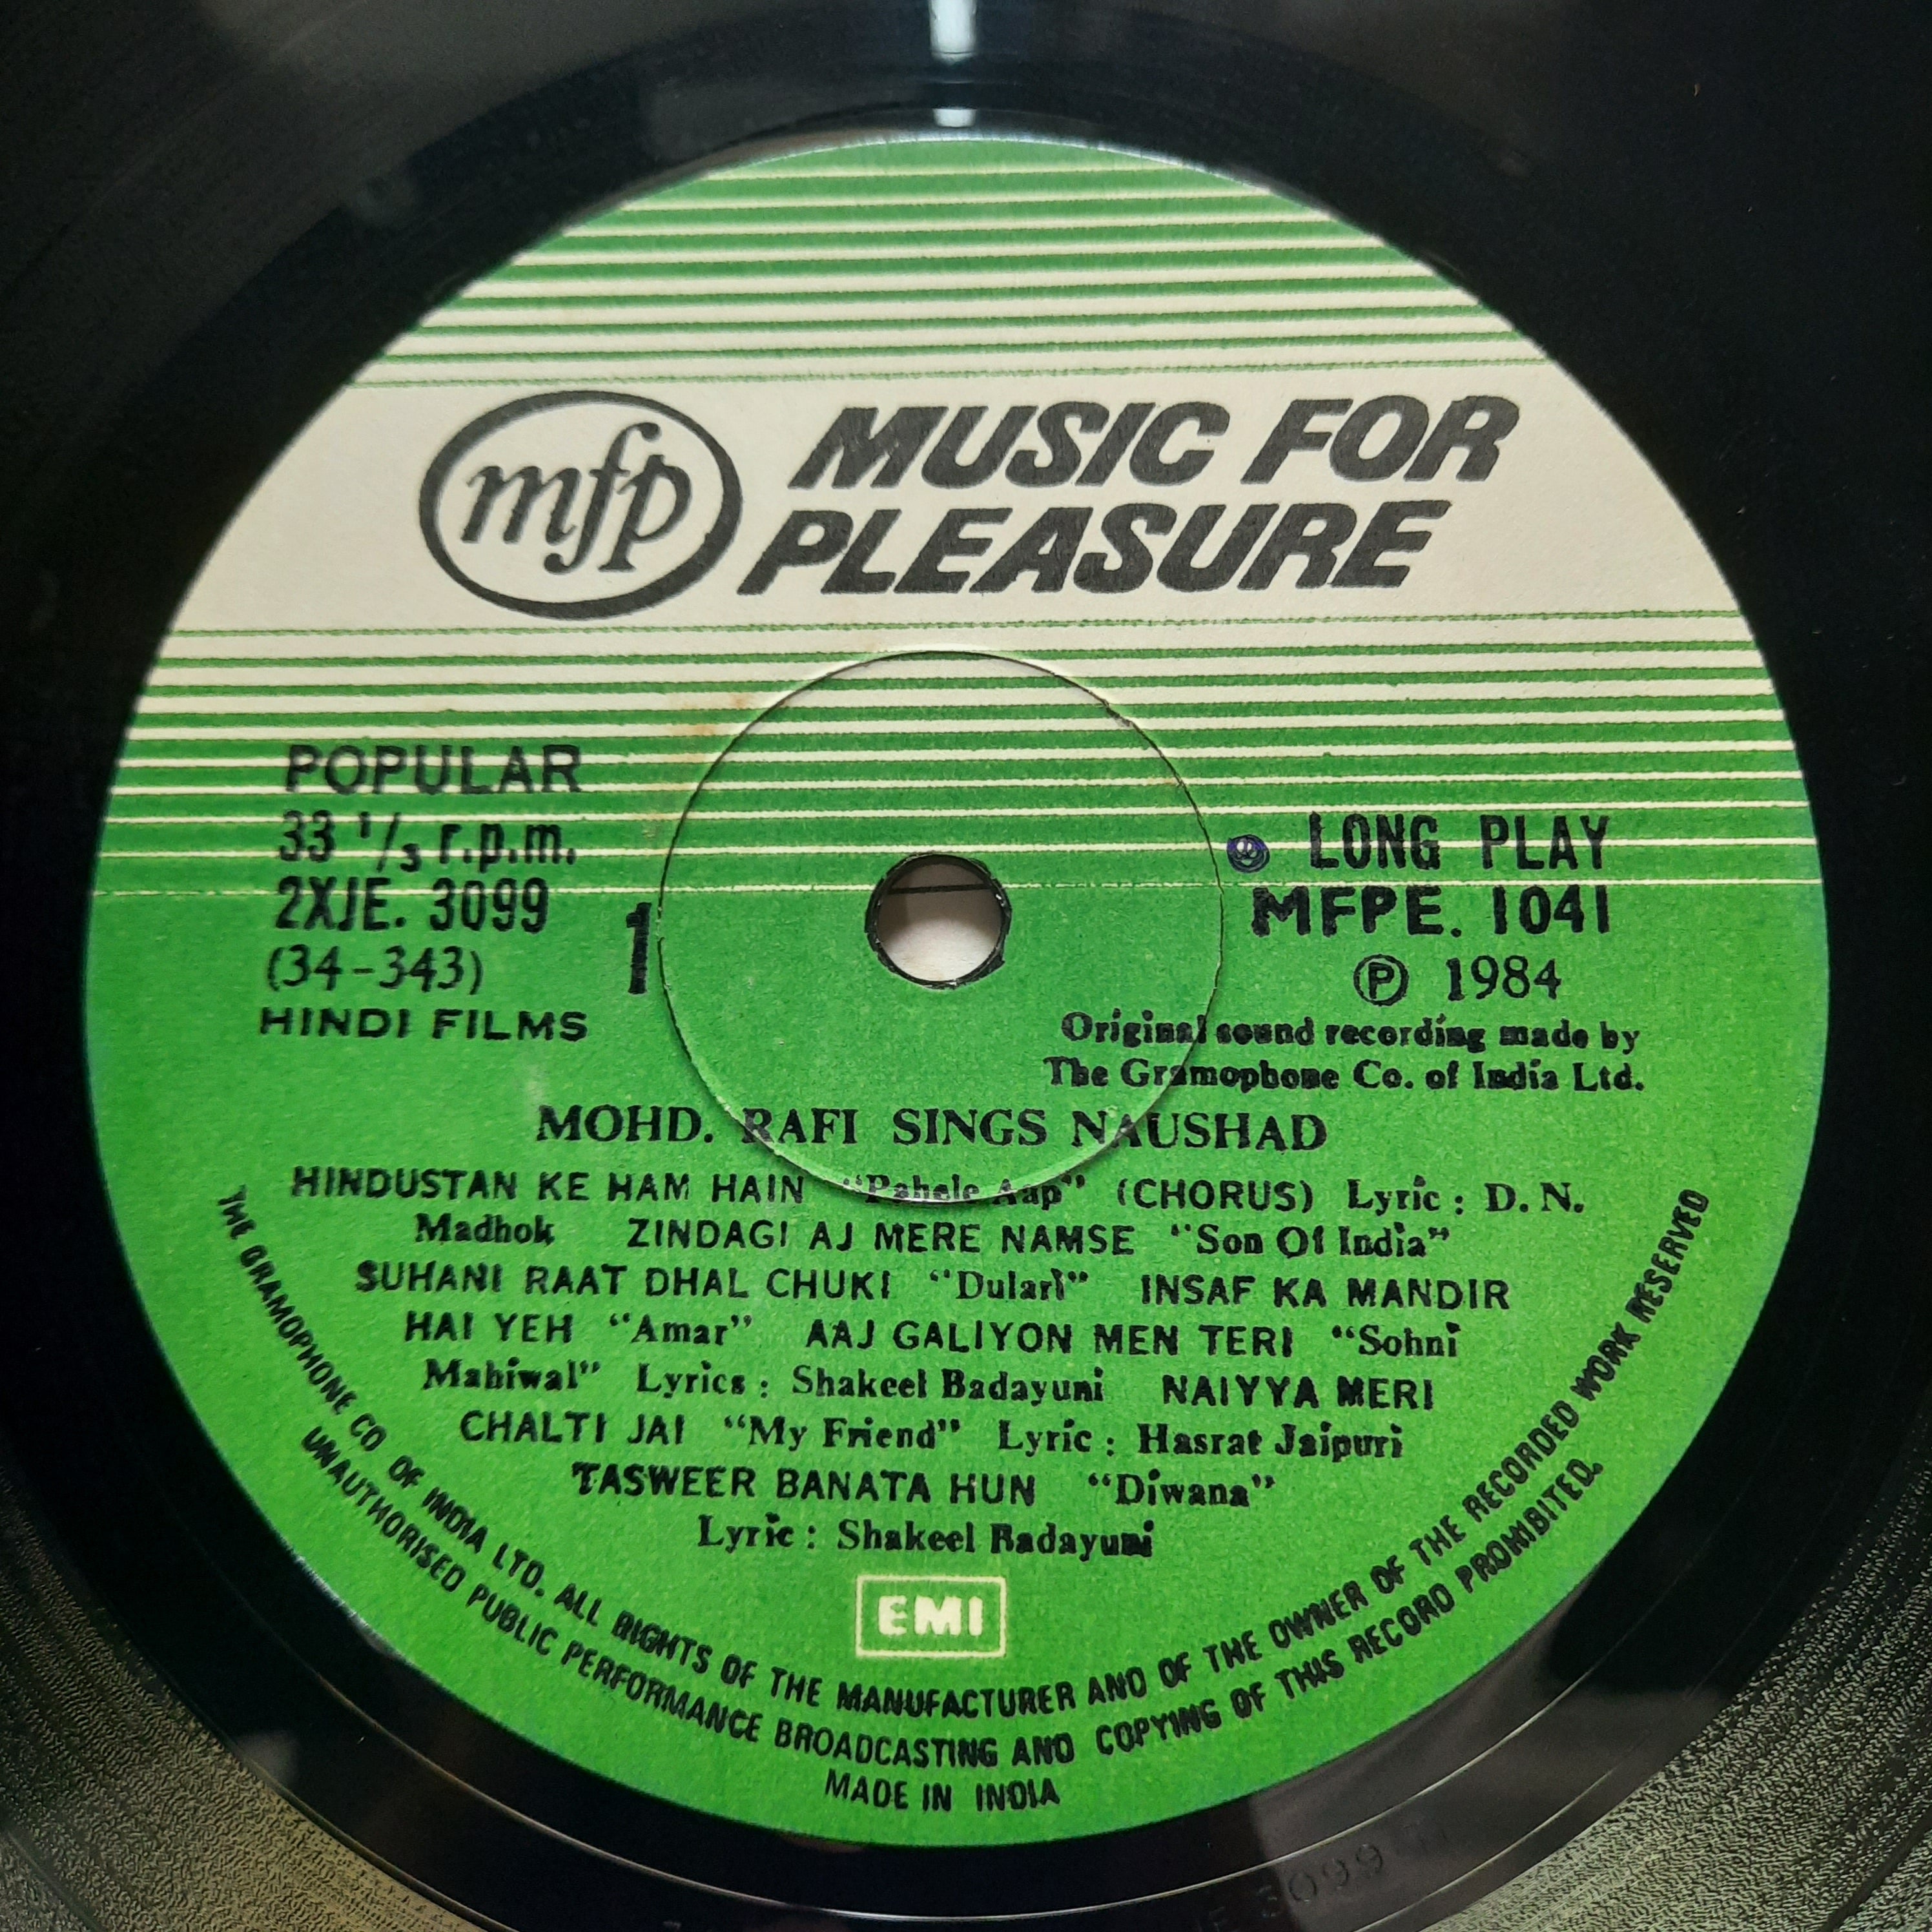 mfp
MUSIC FOR
PLEASURE
POPULAR
33 1/3 r.p.m.
2XJE. 3099
(34-343)
HINDI FILMS
1
LONG PLAY
MFPE. 1041
Ⓟ 1984
Original sound recording made by
The Gramophone Co. of India Ltd.
MOHD. RAFI SINGS NAUSHAD
HINDUSTAN KE HAM HAIN "Pahele Aap" (CHORUS) Lyric : D. N.
Madhok ZINDAGI AJ MERE NAMSE "Son Of India"
SUHANI RAAT DHAL CHUKI "Dulari" INSAF KA MANDIR
HAI YEH "Amar" AAJ GALIYON MEN TERI "Sohni
Mahiwal" Lyrics : Shakeel Badayuni NAIYYA MERI
CHALTI JAI "My Friend" Lyric : Hasrat Jaipuri
TASWEER BANATA HUN "Diwana"
Lyric : Shakeel Badayuni
EMI
THE GRAMOPHONE CO OF INDIA LTD. ALL RIGHTS OF THE MANUFACTURER AND OF THE OWNER OF THE RECORDED WORK RESERVED
UNAUTHORISED PUBLIC PERFORMANCE BROADCASTING AND COPYING OF THIS RECORD PROHIBITED.
MADE IN INDIA
3099